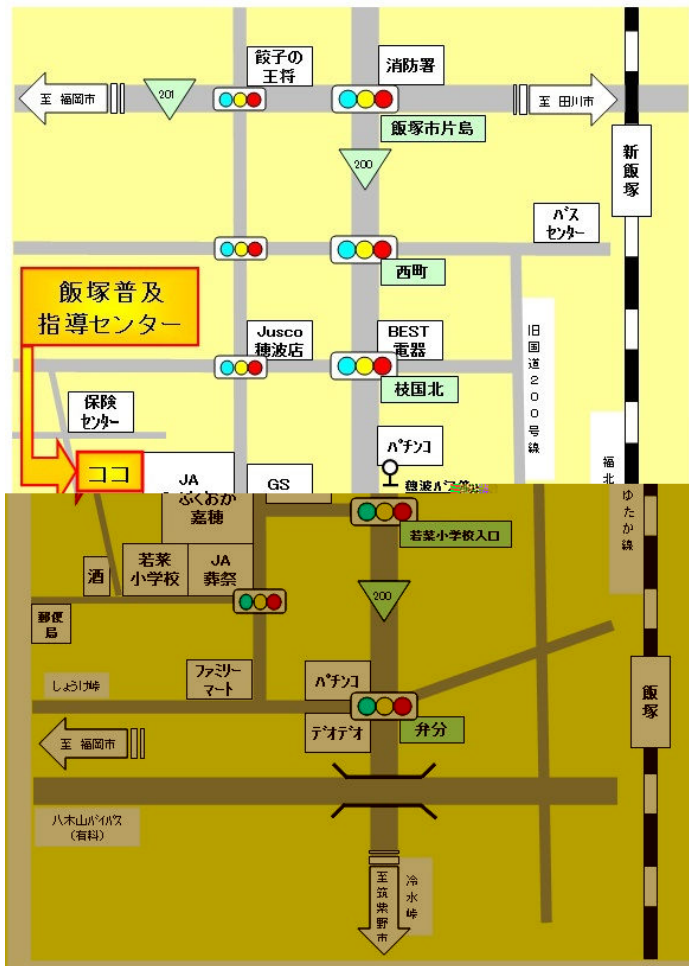 餃子の
王将
消防署
至 福岡市
201
至 田川市
飯塚市片島
200
新飯塚
バス
センター
西町
飯塚普及
指導センター
Jusco
穂波店
BEST
電器
旧国道200号線
枝国北
保険
センター
パチンコ
ココ
JA
ふくおか
嘉穂
GS
福北
ゆたか線
若菜小学校入口
若菜
小学校
JA
葬祭
酒
200
郵便
局
ファミリー
マート
パチンコ
しょうけ峠
飯塚
デオデオ
弁分
至 福岡市
八木山バイパス
(有料)
至筑紫野市
冷水峠